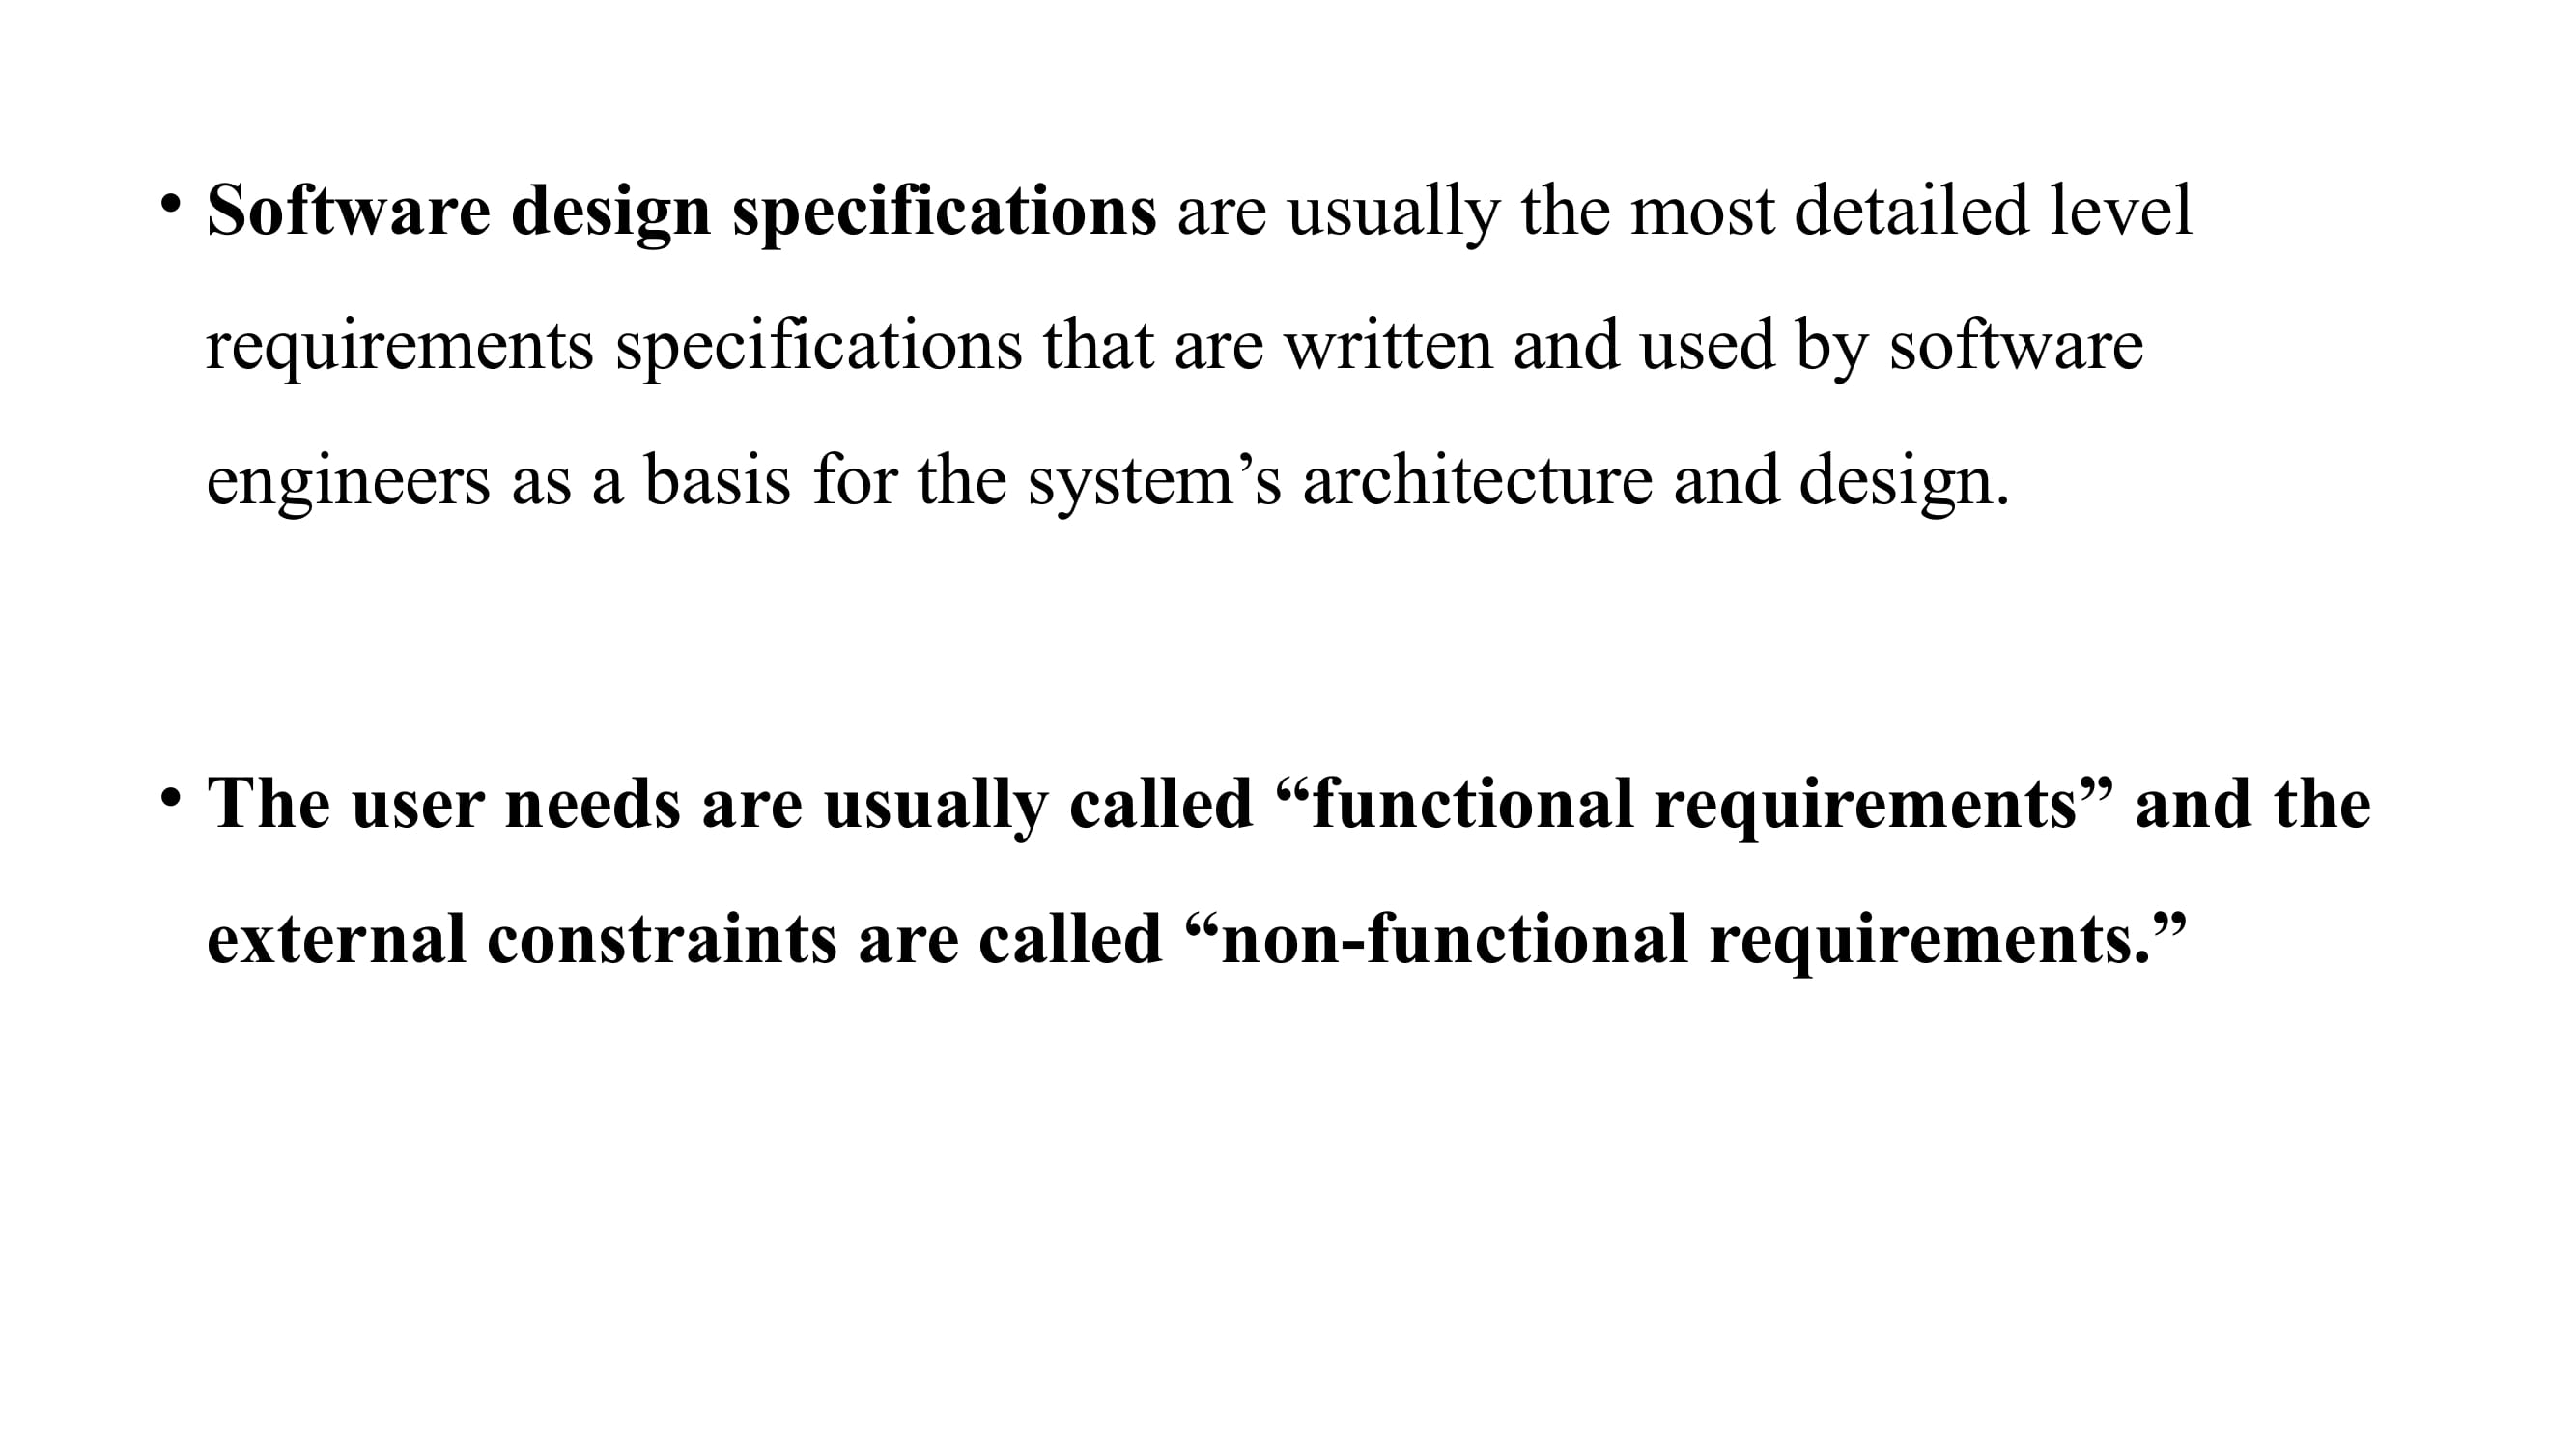 • Software design specifications are usually the most detailed level
requirements specifications that are written and used by software
engineers as a basis for the system’s architecture and design.
• The user needs are usually called “functional requirements” and the
external constraints are called “non-functional requirements.”